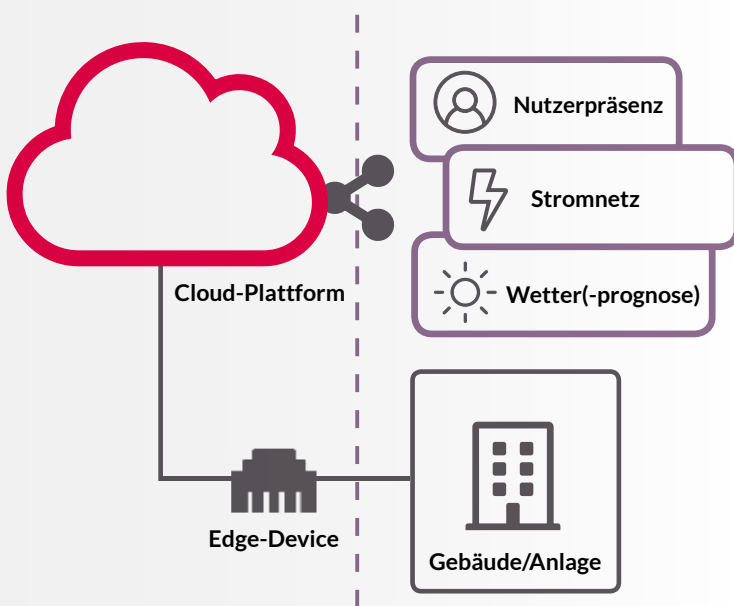 Nutzerpräsenz
Stromnetz
Wetter(-prognose)
Cloud-Plattform
Edge-Device
Gebäude/Anlage